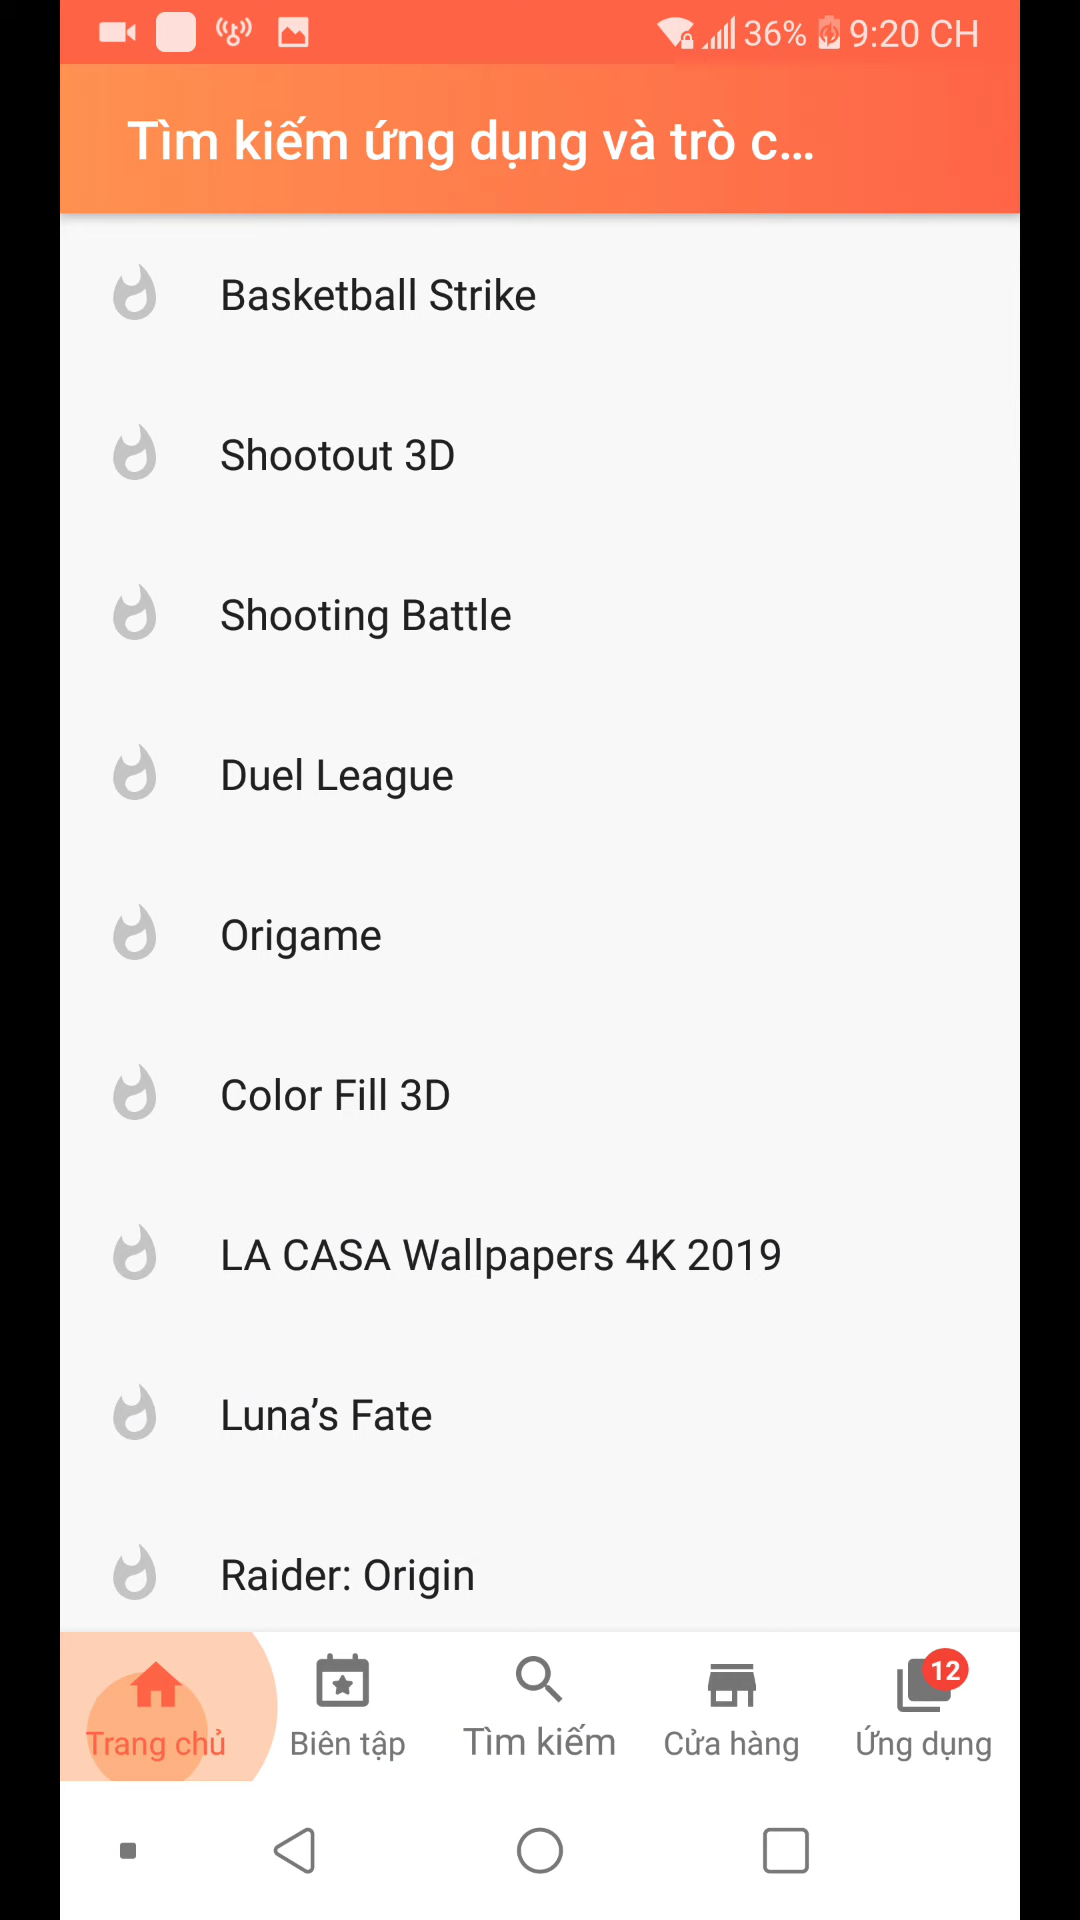 36% 9:20 CH
Tìm kiếm ứng dụng và trò c...
Basketball Strike
Shootout 3D
Shooting Battle
Duel League
Origame
Color Fill 3D
LA CASA Wallpapers 4K 2019
Luna’s Fate
Raider: Origin
12
Trang chủ Biên tập Tìm kiếm Cửa hàng Ứng dụng